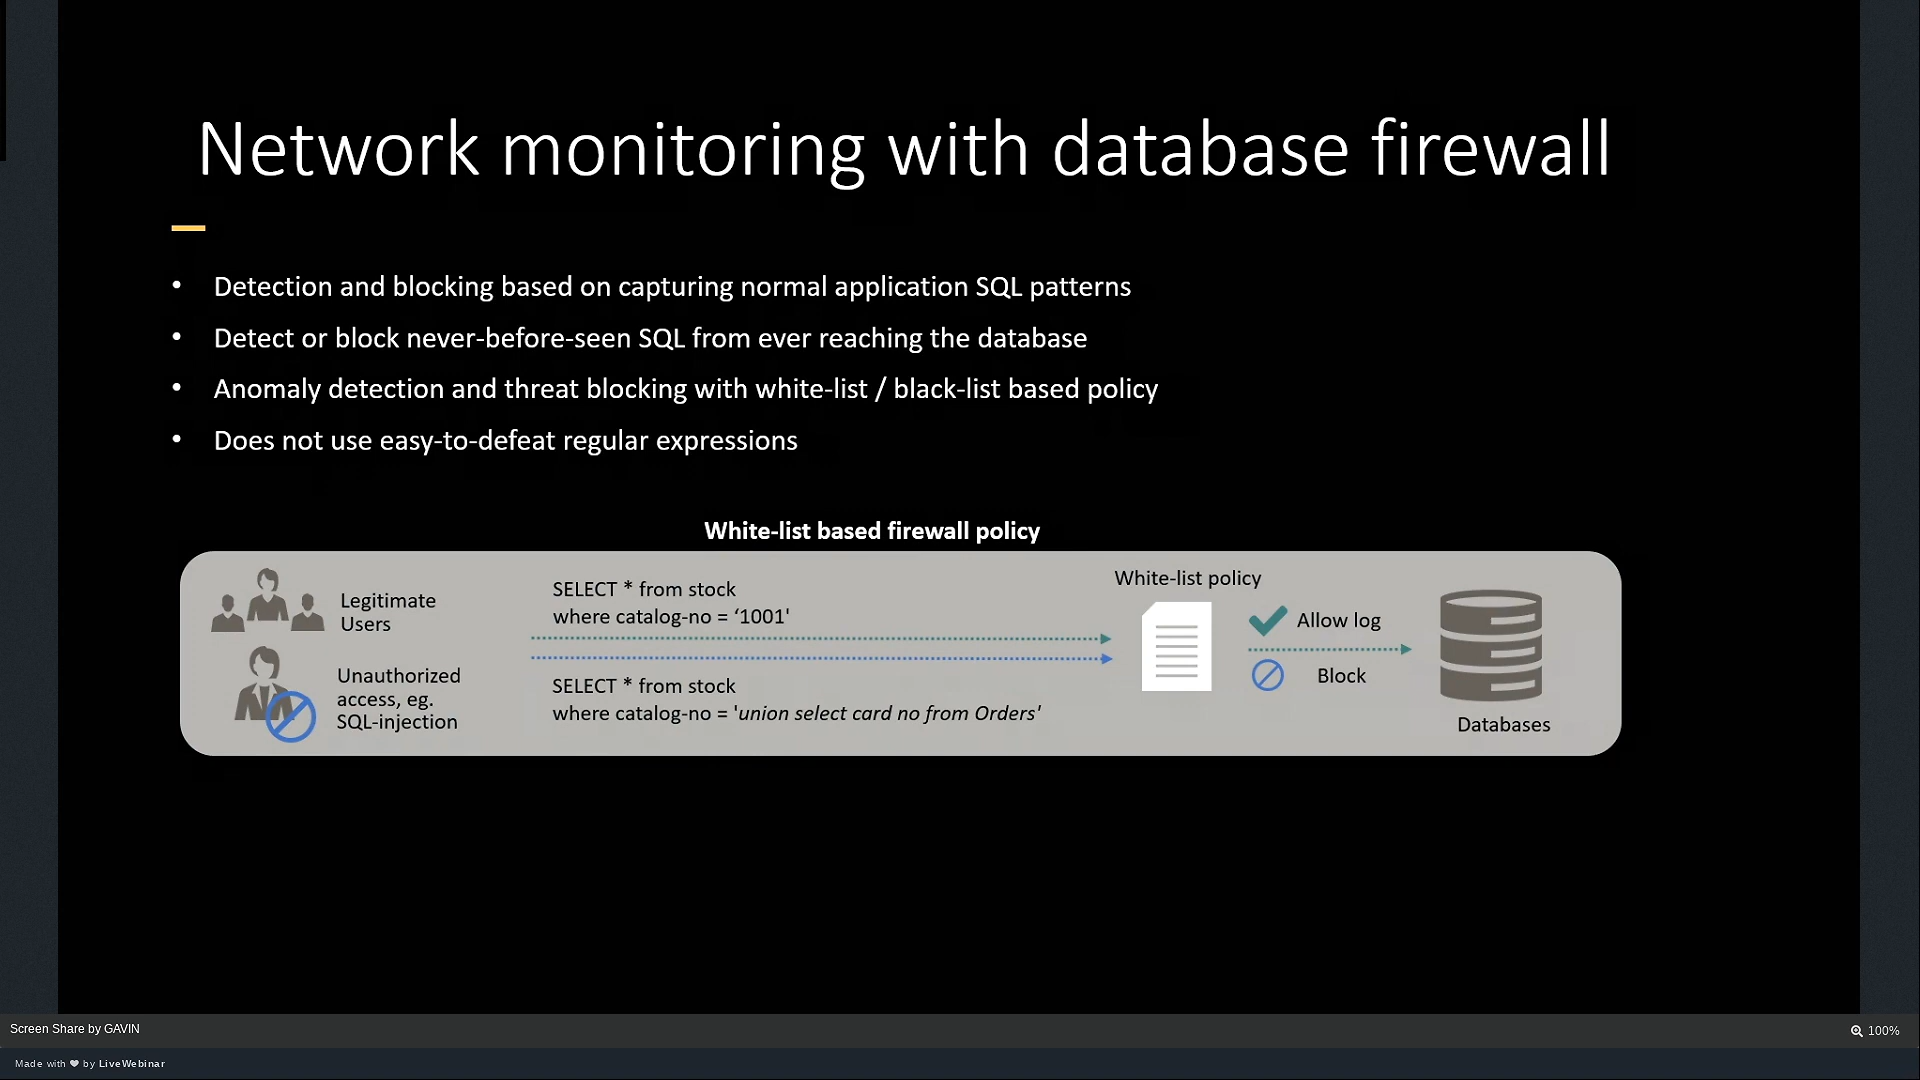 Network monitoring with database firewall
• Detection and blocking based on capturing normal application SQL patterns
• Detect or block never-before-seen SQL from ever reaching the database
• Anomaly detection and threat blocking with white-list / black-list based policy
• Does not use easy-to-defeat regular expressions
White-list based firewall policy
Legitimate
Users
SELECT * from stock
where catalog-no = ‘1001'
Unauthorized
access, eg.
SQL-injection
SELECT * from stock
where catalog-no = 'union select card no from Orders'
White-list policy
Allow log
Block
Databases
Screen Share by GAVIN
100%
Made with ❤ by LiveWebinar